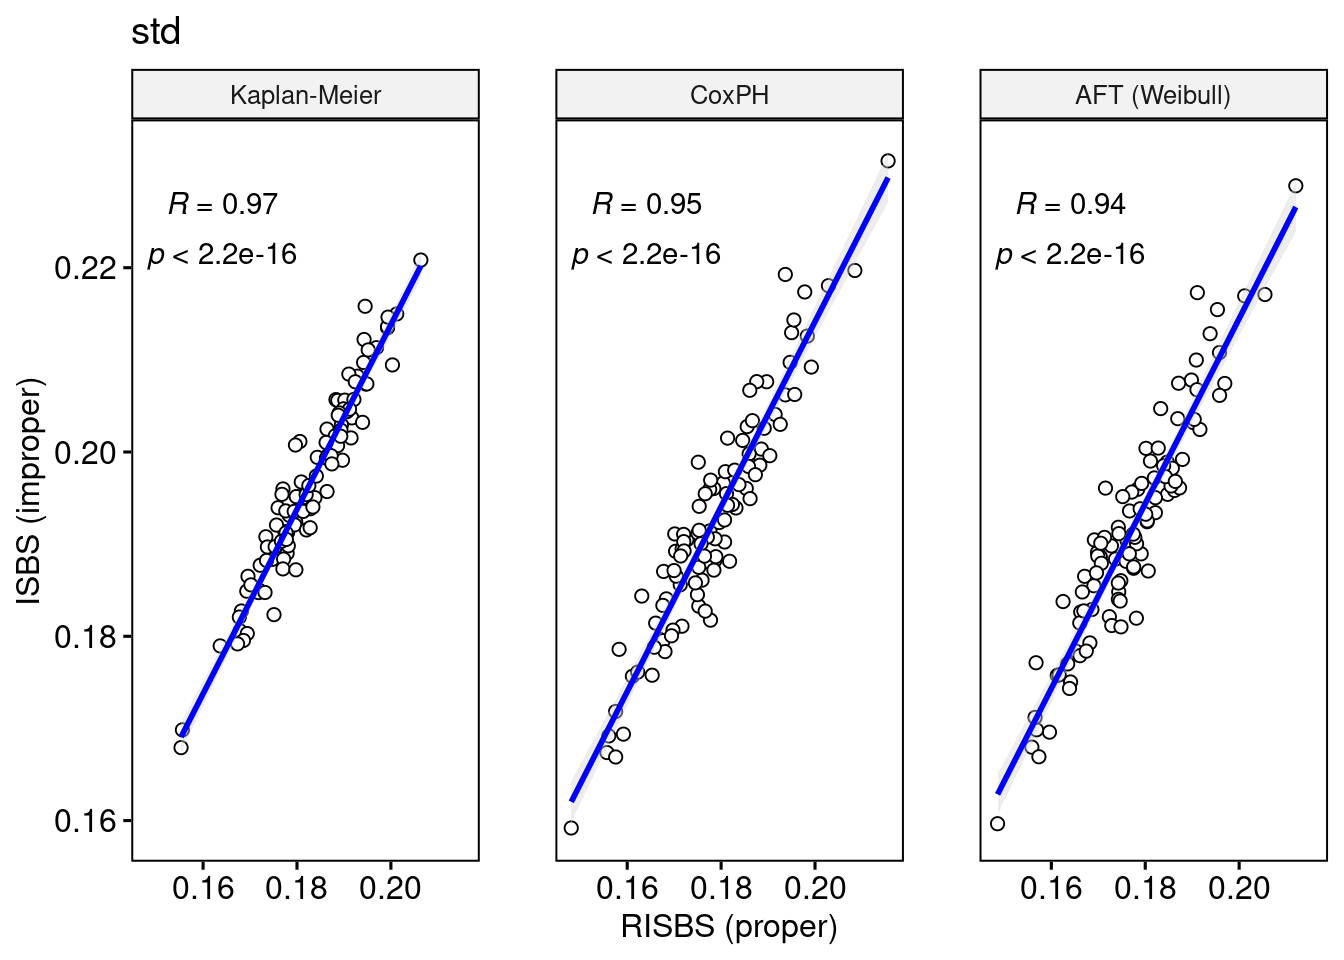 std
Kaplan-Meier
CoxPH
AFT (Weibull)
R = 0.97
p < 2.2e-16
R = 0.95
p < 2.2e-16
R = 0.94
p < 2.2e-16
ISBS (improper)
0.22
0.20
0.18
0.16
0.16 0.18 0.20
0.16 0.18 0.20
0.16 0.18 0.20
RISBS (proper)